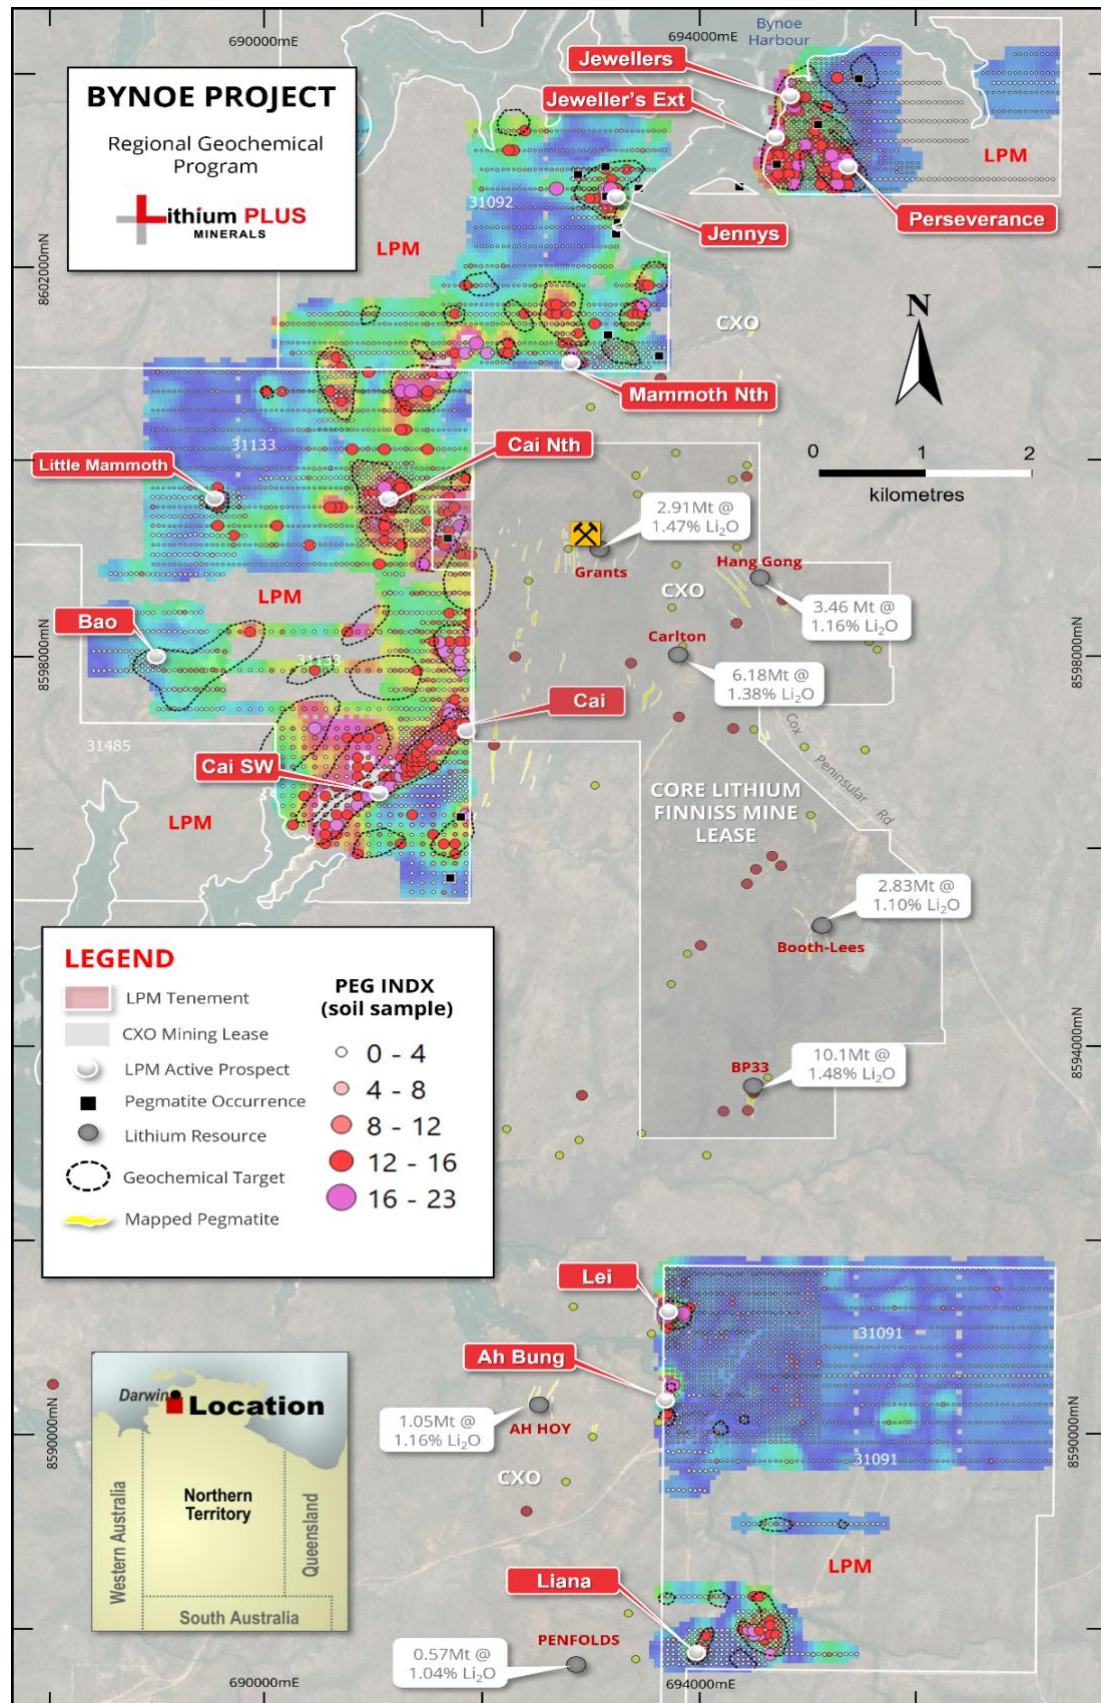 690000mE
694000mE
Bynoe
Harbour
BYNOE PROJECT
Regional Geochemical
Program
Lithium PLUS
MINERALS
Jewellers
Jeweller's Ext
LPM
Perseverance
31092
Jennys
LPM
8602000mN
CXO
N
Mammoth Nth
0 1 2
kilometres
31133
Cai Nth
Little Mammoth
2.91Mt @
1.47% Li₂O
Grants
Hang Gong
CXO
3.46 Mt @
1.16% Li₂O
LPM
Bao
Carlton
8598000mN
8598000mN
31133
6.18Mt @
1.38% Li₂O
Cai
31485
Cox Peninsular Rd
Cai SW
CORE LITHIUM
FINNISS MINE
LEASE
LPM
2.83Mt @
1.10% Li₂O
Booth-Lees
LEGEND
LPM Tenement
CXO Mining Lease
LPM Active Prospect
Pegmatite Occurrence
Lithium Resource
Geochemical Target
Mapped Pegmatite
PEG INDX
(soil sample)
0 - 4
4 - 8
8 - 12
12 - 16
16 - 23
8594000mN
BP33
10.1Mt @
1.48% Li₂O
Lei
31091
Ah Bung
Darwin
Location
Northern
Territory
Western Australia
Queensland
South Australia
8590000mN
8590000mN
1.05Mt @
1.16% Li₂O
AH HOY
31091
CXO
LPM
Liana
PENFOLDS
0.57Mt @
1.04% Li₂O
690000mE
694000mE